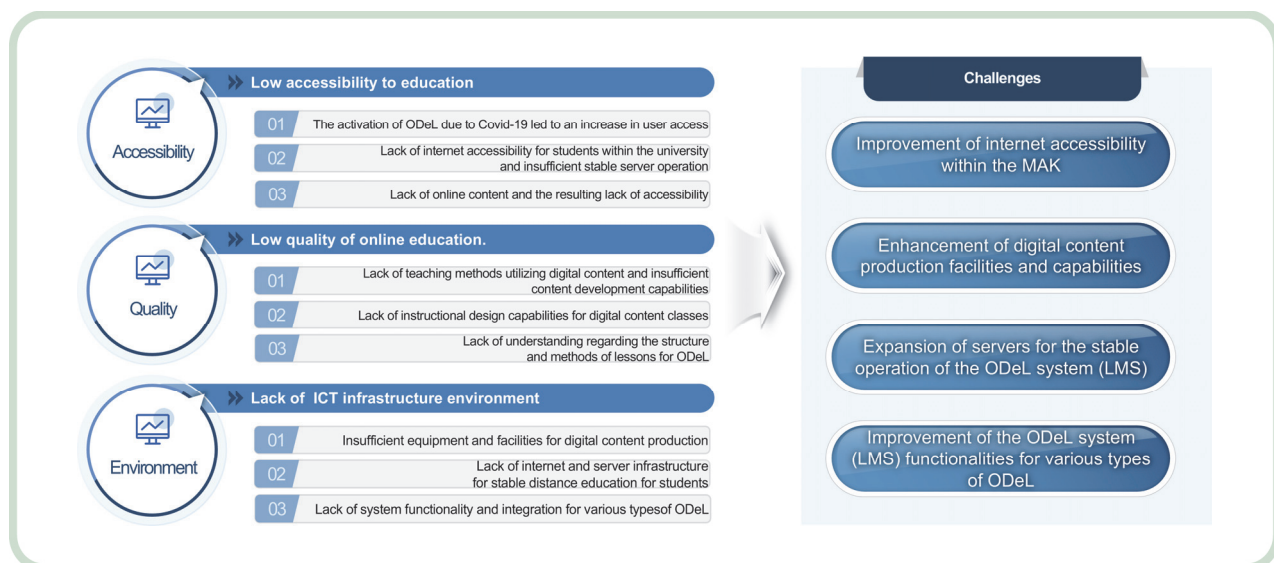 Accessibility
Low accessibility to education
01 The activation of ODeL due to Covid-19 led to an increase in user access
02 Lack of internet accessibility for students within the university
and insufficient stable server operation
03 Lack of online content and the resulting lack of accessibility
Quality
Low quality of online education.
01 Lack of teaching methods utilizing digital content and insufficient
content development capabilities
02 Lack of instructional design capabilities for digital content classes
03 Lack of understanding regarding the structure
and methods of lessons for ODeL
Environment
Lack of ICT infrastructure environment
01 Insufficient equipment and facilities for digital content production
02 Lack of internet and server infrastructure
for stable distance education for students
03 Lack of system functionality and integration for various typesof ODeL
Challenges
Improvement of internet accessibility
within the MAK
Enhancement of digital content
production facilities and capabilities
Expansion of servers for the stable
operation of the ODeL system (LMS)
Improvement of the ODeL system
(LMS) functionalities for various types
of ODeL